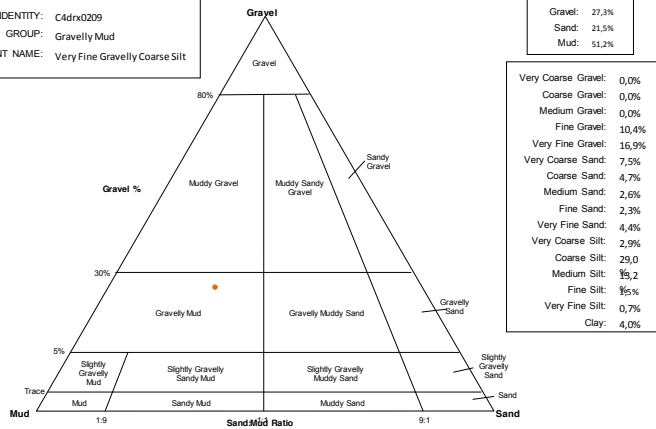 IDENTITY: C4drx0209
GROUP: Gravelly Mud
NT NAME: Very Fine Gravelly Coarse Silt
Gravel: 27,3%
Sand: 21,5%
Mud: 51,2%
Very Coarse Gravel: 0,0%
Coarse Gravel: 0,0%
Medium Gravel: 0,0%
Fine Gravel: 10,4%
Very Fine Gravel: 16,9%
Very Coarse Sand: 7,5%
Coarse Sand: 4,7%
Medium Sand: 2,6%
Fine Sand: 2,3%
Very Fine Sand: 4,4%
Very Coarse Silt: 2,9%
Coarse Silt: 29,0
Medium Silt: 13,2
Fine Silt: 1,5%
Very Fine Silt: 0,7%
Clay: 4,0%
Gravel
Gravel
80%
Sandy
Gravel
Muddy Gravel
Muddy Sandy
Gravel
Gravel %
30%
Gravelly
Sand
Gravelly Mud
Gravelly Muddy Sand
5%
Slightly
Gravelly
Mud
Slightly Gravelly
Sandy Mud
Slightly Gravelly
Muddy Sand
Slightly
Gravelly
Sand
Trace
Sand
Mud
Sandy Mud
Muddy Sand
Mud
Sand
1:9
1:1
9:1
Sand:Mud Ratio